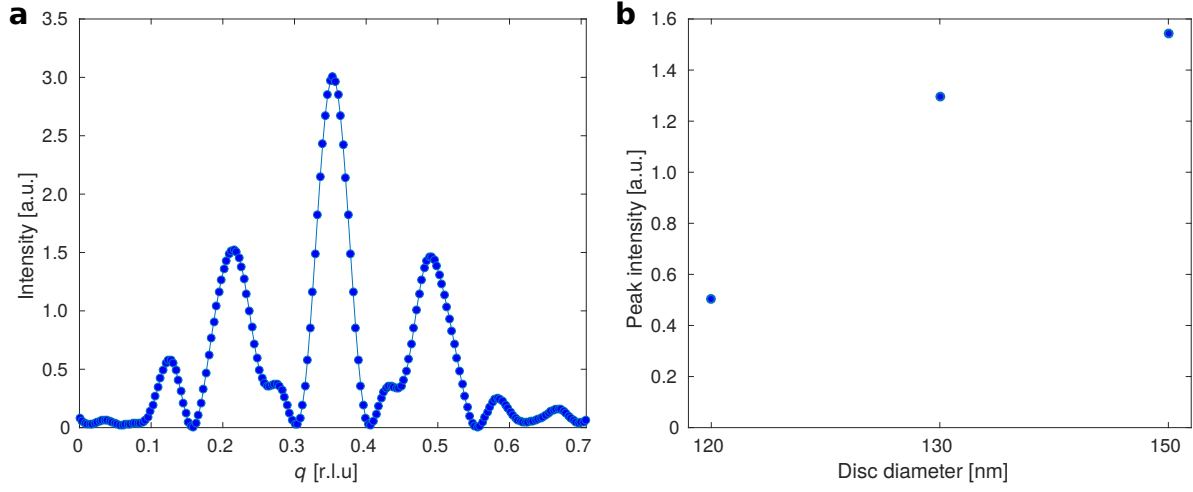 a
3.5
3.0
2.5
2.0
1.5
1.0
0.5
0
Intensity [a.u.]
0 0.1 0.2 0.3 0.4 0.5 0.6 0.7
q [r.l.u]
b
1.6
1.4
1.2
1.0
0.8
0.6
0.4
0.2
0
Peak intensity [a.u.]
120 130 150
Disc diameter [nm]